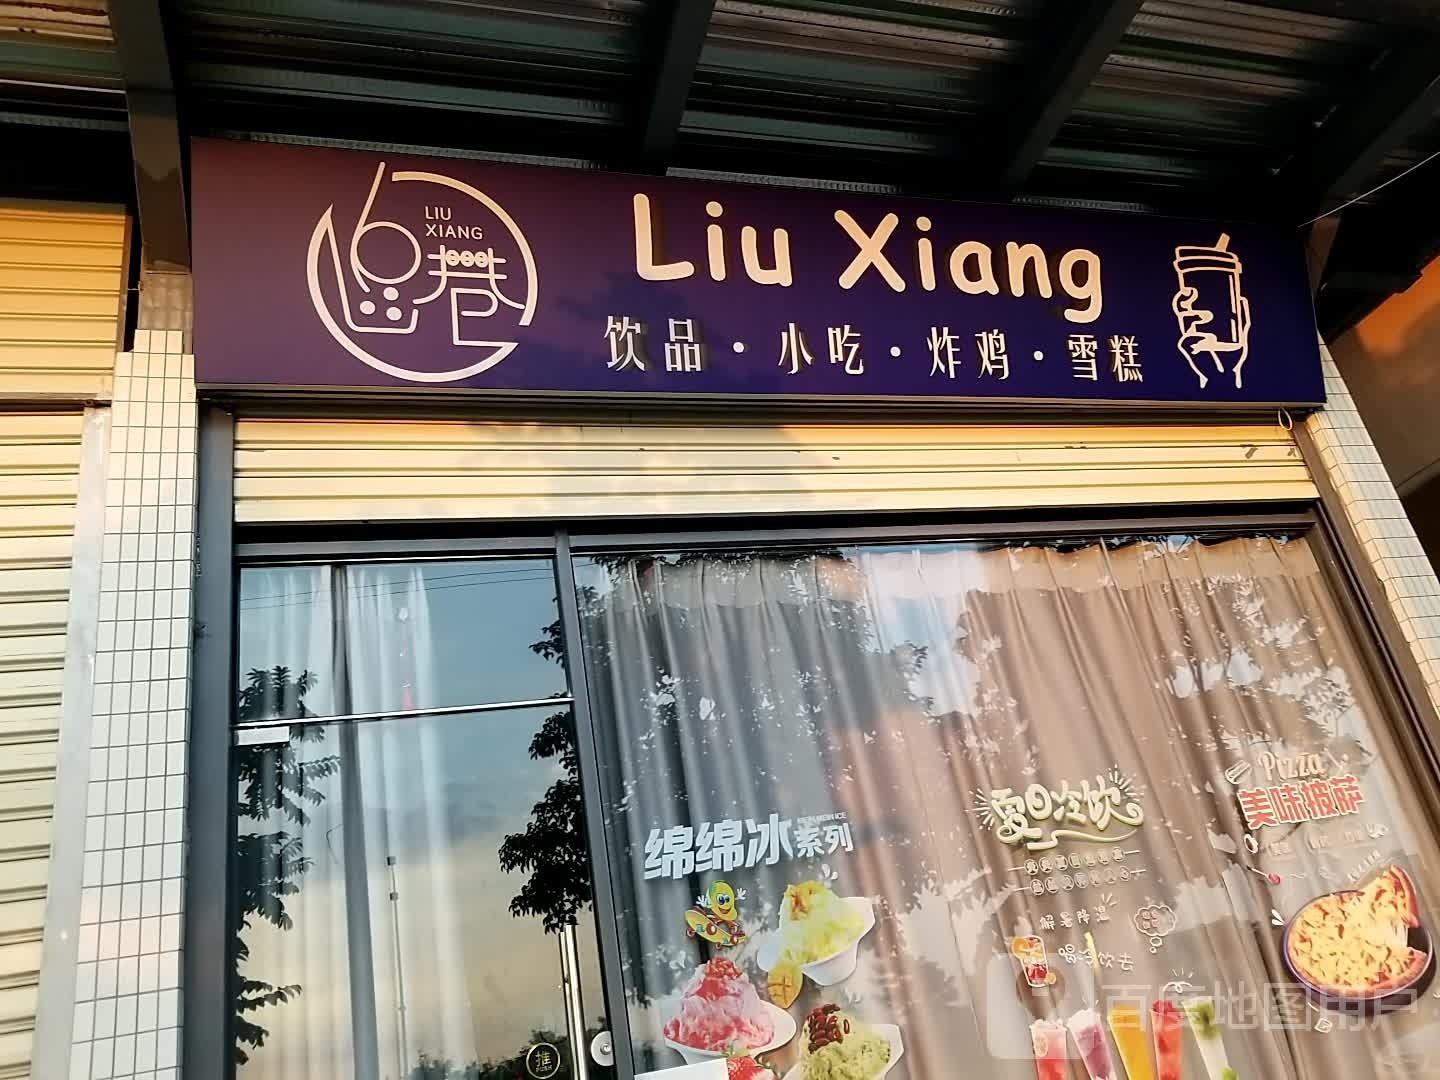 LIU
XIANG
6巷
Liu Xiang
饮品·小吃·炸鸡·雪糕
绵绵冰系列
夏日冷饮
解暑降温
喝冷饮去
Pizza
美味披萨
推
PUSH
百度地图用户